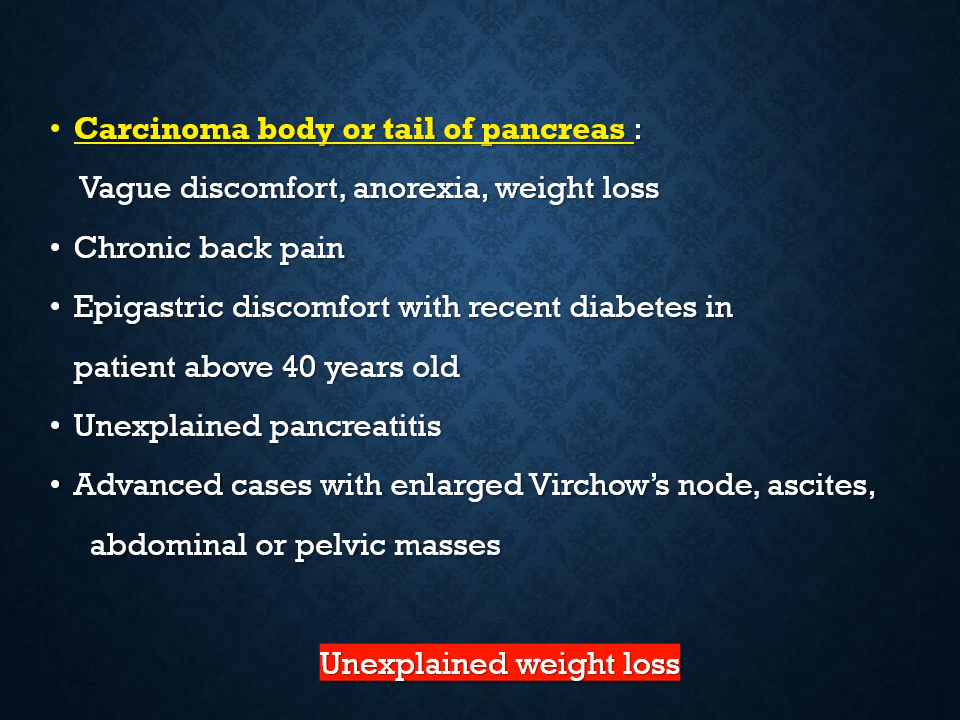 • Carcinoma body or tail of pancreas :
Vague discomfort, anorexia, weight loss
• Chronic back pain
• Epigastric discomfort with recent diabetes in
patient above 40 years old
• Unexplained pancreatitis
• Advanced cases with enlarged Virchow’s node, ascites,
abdominal or pelvic masses
Unexplained weight loss